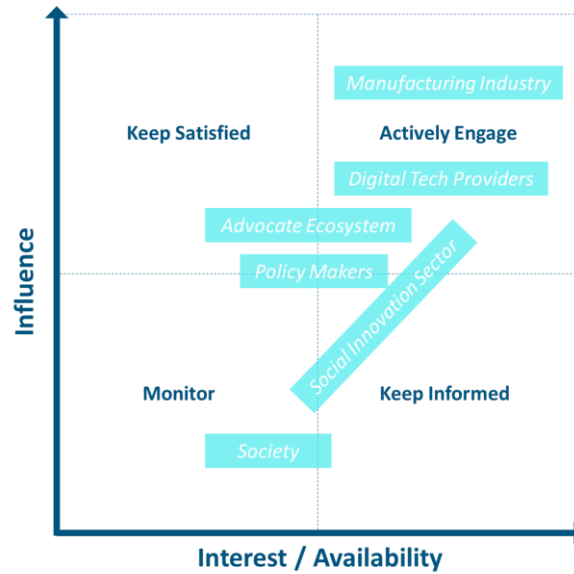 Manufacturing Industry
Keep Satisfied
Actively Engage
Digital Tech Providers
Advocate Ecosystem
Policy Makers
Social Innovation Sector
Influence
Monitor
Keep Informed
Society
Interest / Availability